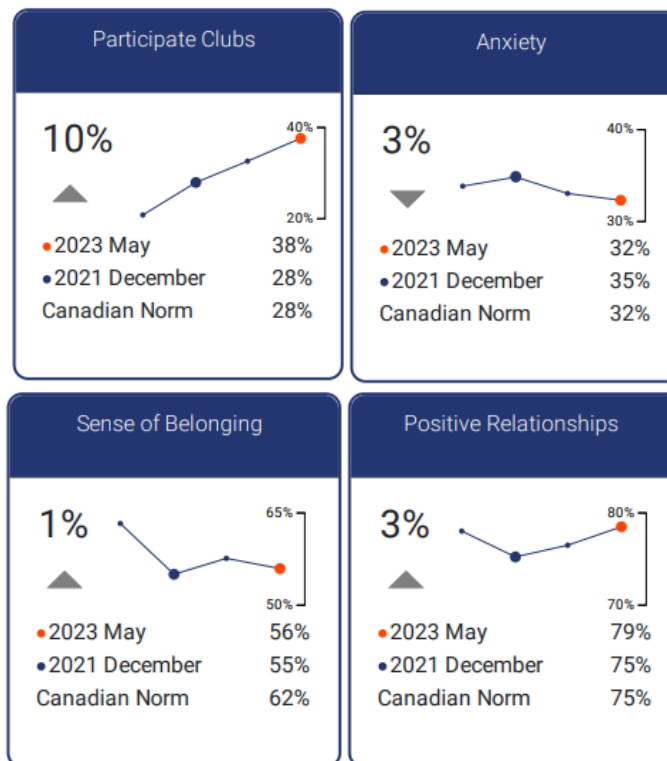 Participate Clubs
10%
40%
20%
2023 May 38%
2021 December 28%
Canadian Norm 28%
Anxiety
3%
40%
30%
2023 May 32%
2021 December 35%
Canadian Norm 32%
Sense of Belonging
1%
65%
50%
2023 May 56%
2021 December 55%
Canadian Norm 62%
Positive Relationships
3%
80%
70%
2023 May 79%
2021 December 75%
Canadian Norm 75%